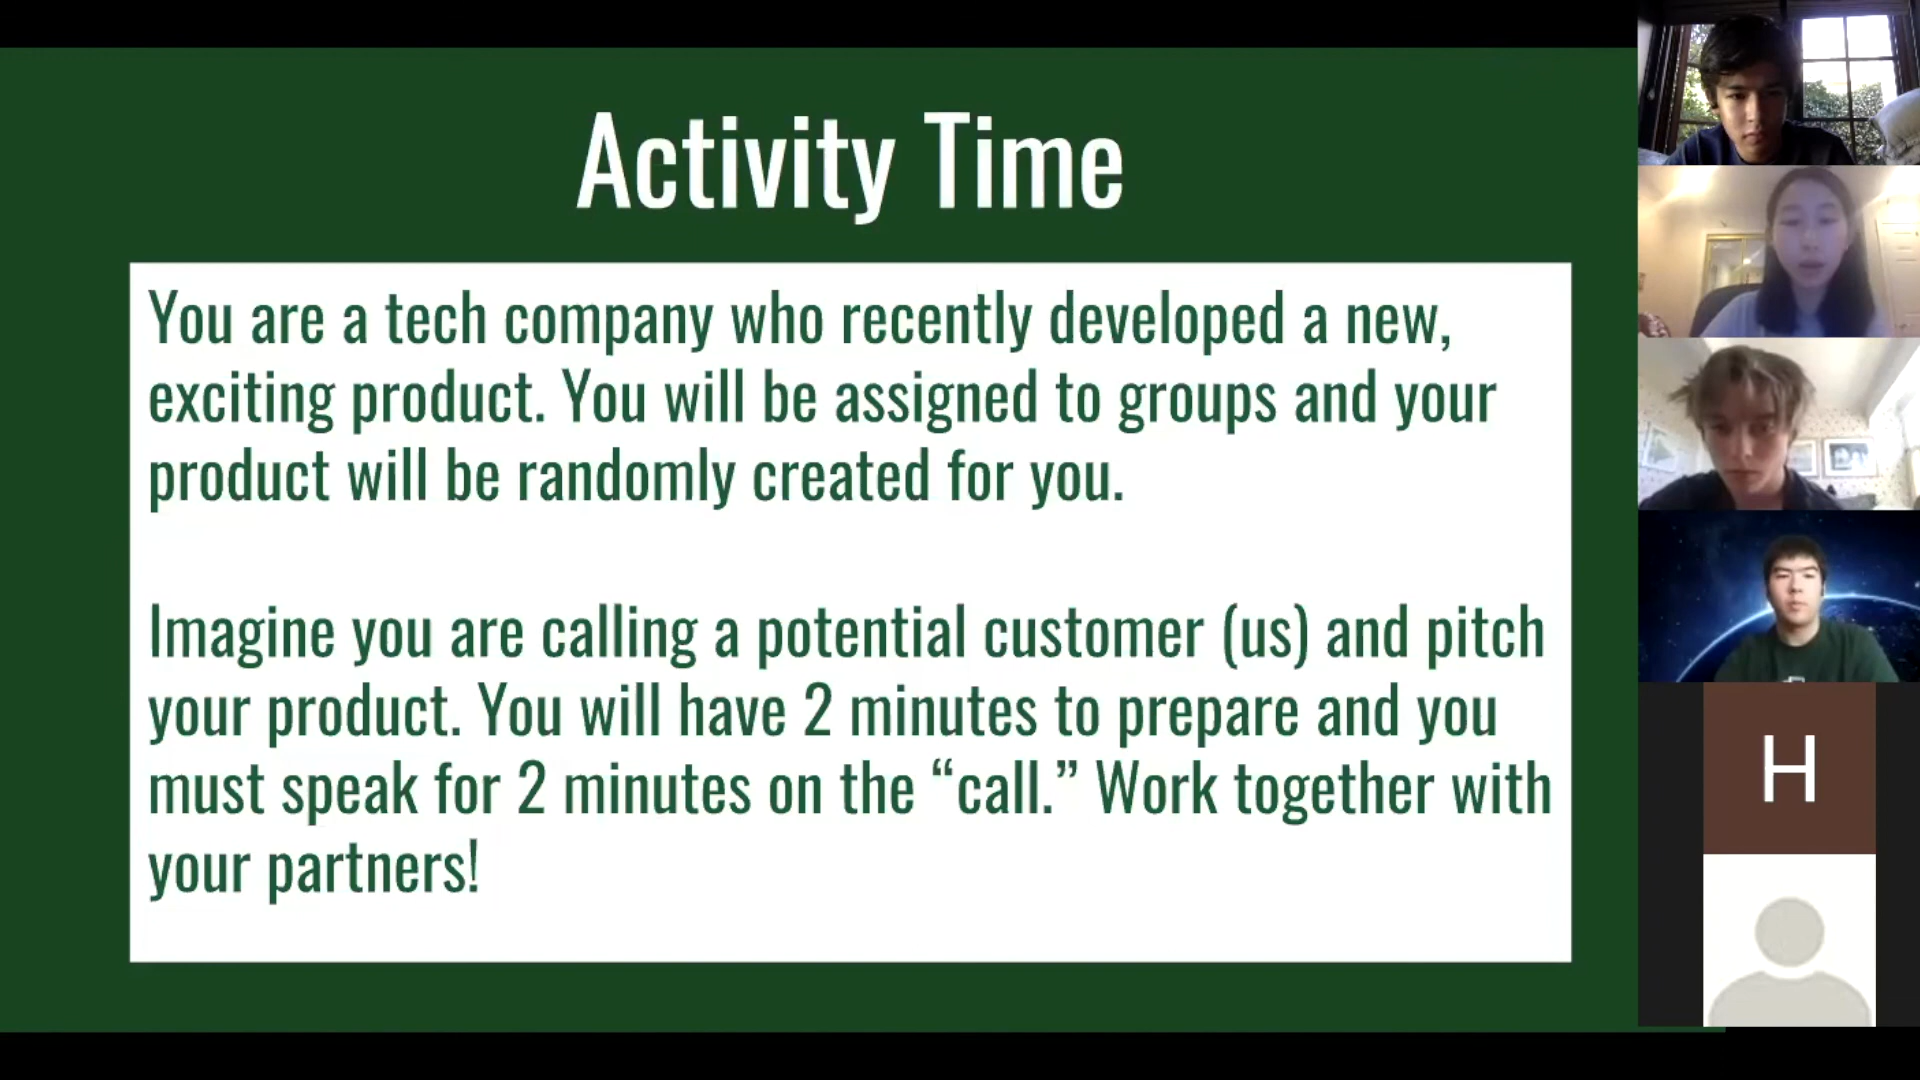 Activity Time
You are a tech company who recently developed a new,
exciting product. You will be assigned to groups and your
product will be randomly created for you.
Imagine you are calling a potential customer (us) and pitch
your product. You will have 2 minutes to prepare and you
must speak for 2 minutes on the “call.” Work together with
your partners!
H